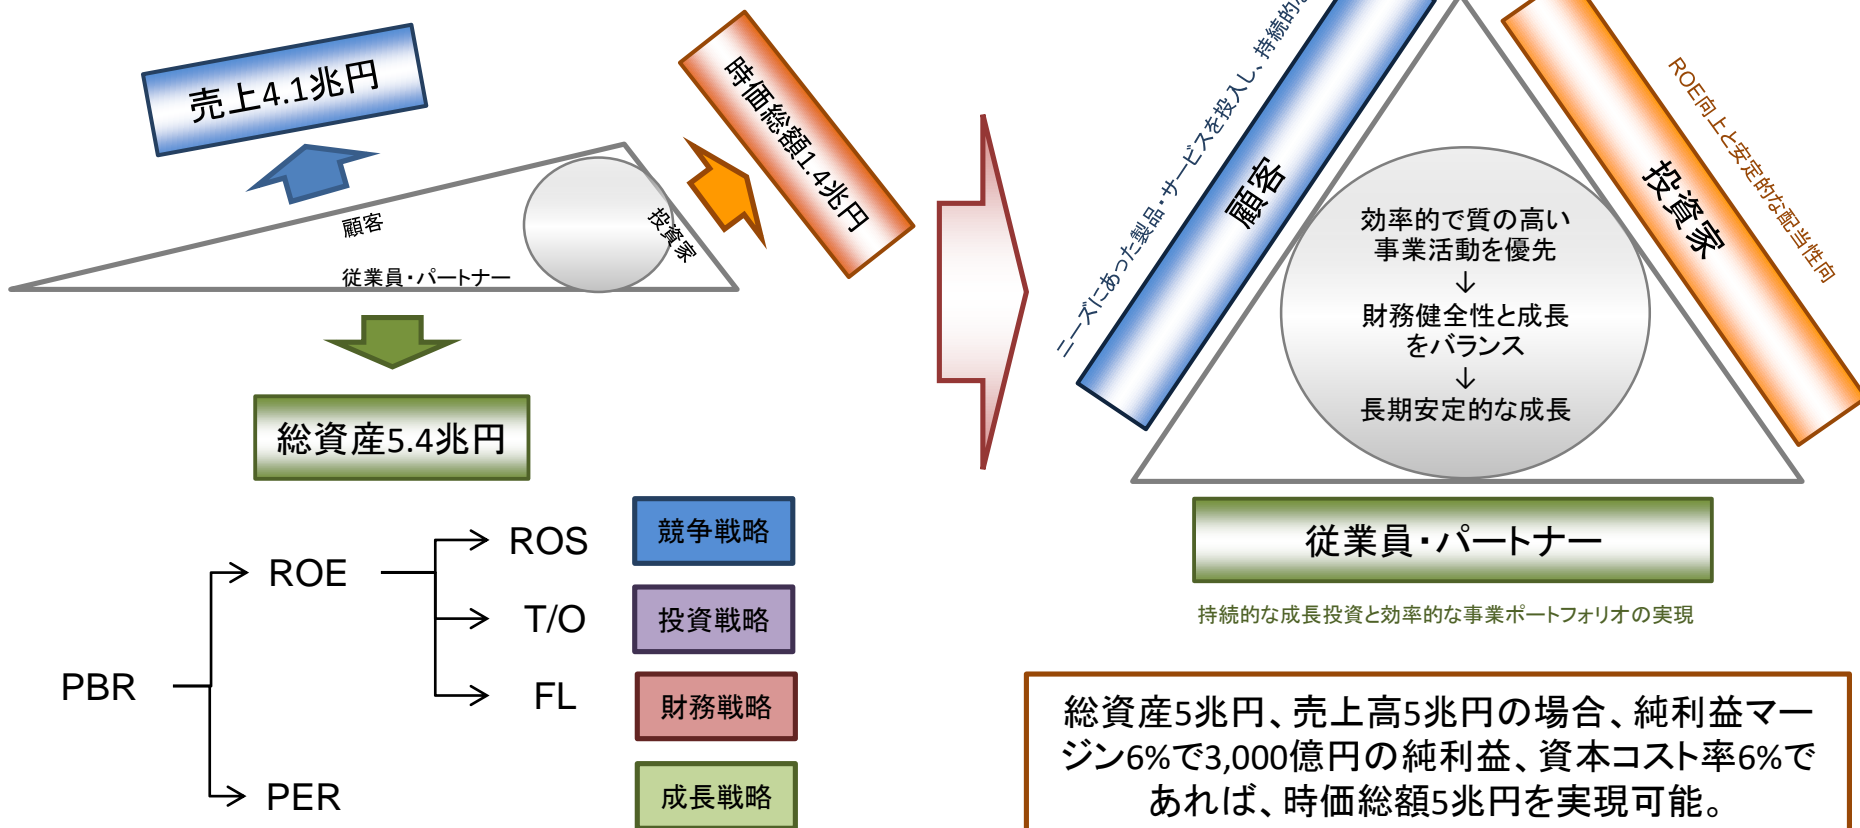 売上4.1兆円
時価総額1.4兆円
顧客
投資家
従業員・パートナー
総資産5.4兆円
PBR
ROE
PER
ROS
T/O
FL
競争戦略
投資戦略
財務戦略
成長戦略
ニーズにあった製品・サービスを投入し、持続的な
顧客
投資家
ROE向上と安定的な配当性向
効率的で質の高い
事業活動を優先
↓
財務健全性と成長
をバランス
↓
長期安定的な成長
従業員・パートナー
持続的な成長投資と効率的な事業ポートフォリオの実現
総資産5兆円、売上高5兆円の場合、純利益マー
ジン6%で3,000億円の純利益、資本コスト率6%で
あれば、時価総額5兆円を実現可能。